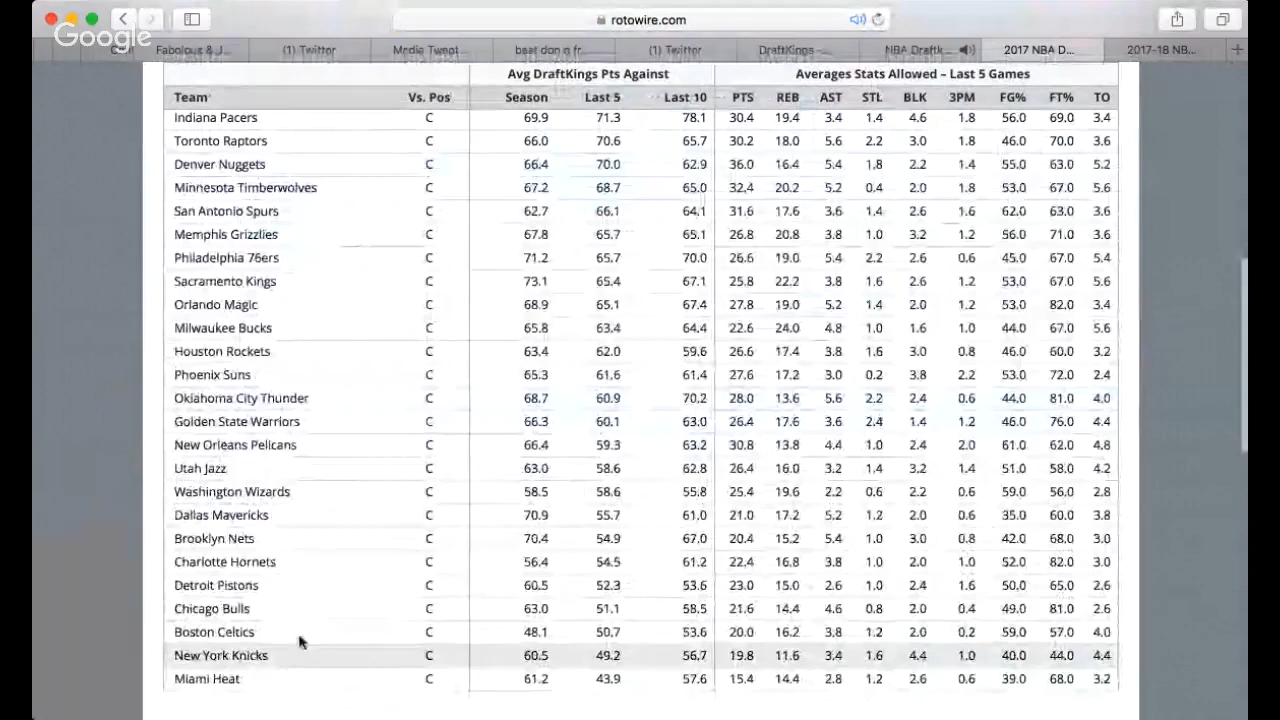 rotowire.com
Google
Fabolous & J... (1) Twitter Media Tweet beat don q fr... (1) Twitter DraftKings – NBA Draftk 2017 NBA D... 2017-18 NB...
Avg DraftKings Pts Against Averages Stats Allowed – Last 5 Games
Team Vs. Pos Season Last 5 Last 10 PTS REB AST STL BLK 3PM FG% FT% TO
Indiana Pacers C 69.9 71.3 78.1 30.4 19.4 3.4 1.4 4.6 1.8 56.0 69.0 3.4
Toronto Raptors C 66.0 70.6 65.7 30.2 18.0 5.6 2.2 3.0 1.8 46.0 70.0 3.6
Denver Nuggets C 66.4 70.0 62.9 36.0 16.4 5.4 1.8 2.2 1.4 55.0 63.0 5.2
Minnesota Timberwolves C 67.2 68.7 65.0 32.4 20.2 5.2 0.4 2.0 1.8 53.0 67.0 5.6
San Antonio Spurs C 62.7 66.1 64.1 31.6 17.6 3.6 1.4 2.6 1.6 62.0 63.0 3.6
Memphis Grizzlies C 67.8 65.7 65.1 26.8 20.8 3.8 1.0 3.2 1.2 56.0 71.0 3.6
Philadelphia 76ers C 71.2 65.7 70.0 26.6 19.0 5.4 2.2 2.6 0.6 45.0 67.0 5.4
Sacramento Kings C 73.1 65.4 67.1 25.8 22.2 3.8 1.6 2.6 1.2 53.0 67.0 5.6
Orlando Magic C 68.9 65.1 67.4 27.8 19.0 5.2 1.4 2.0 1.2 53.0 82.0 3.4
Milwaukee Bucks C 65.8 63.4 64.4 22.6 24.0 4.8 1.0 1.6 1.0 44.0 67.0 5.6
Houston Rockets C 63.4 62.0 59.6 26.6 17.4 3.8 1.6 3.0 0.8 46.0 60.0 3.2
Phoenix Suns C 65.3 61.6 61.4 27.6 17.2 3.0 0.2 3.8 2.2 53.0 72.0 2.4
Oklahoma City Thunder C 68.7 60.9 70.2 28.0 13.6 5.6 2.2 2.4 0.6 44.0 81.0 4.0
Golden State Warriors C 66.3 60.1 63.0 26.4 17.6 3.6 2.4 1.4 1.2 46.0 76.0 4.4
New Orleans Pelicans C 66.4 59.3 63.2 30.8 13.8 4.4 1.0 2.4 2.0 61.0 62.0 4.8
Utah Jazz C 63.0 58.6 62.8 26.4 16.0 3.2 1.4 3.2 1.4 51.0 58.0 4.2
Washington Wizards C 58.5 58.6 55.8 25.4 19.6 2.2 0.6 2.2 0.6 59.0 56.0 2.8
Dallas Mavericks C 70.9 55.7 61.0 21.0 17.2 5.2 1.2 2.0 0.6 35.0 60.0 3.8
Brooklyn Nets C 70.4 54.9 67.0 20.4 15.2 5.4 1.0 3.0 0.8 42.0 68.0 3.0
Charlotte Hornets C 56.4 54.5 61.2 22.4 16.8 3.8 1.0 2.0 1.0 52.0 82.0 3.0
Detroit Pistons C 60.5 52.3 53.6 23.0 15.0 2.6 1.0 2.4 1.6 50.0 65.0 2.6
Chicago Bulls C 63.0 51.1 58.5 21.6 14.4 4.6 0.8 2.0 0.4 49.0 81.0 2.6
Boston Celtics C 48.1 50.7 53.6 20.0 16.2 3.8 1.2 2.0 0.2 59.0 57.0 4.0
New York Knicks C 60.5 49.2 56.7 19.8 11.6 3.4 1.6 4.4 1.0 40.0 44.0 4.4
Miami Heat C 61.2 43.9 57.6 15.4 14.4 2.8 1.2 2.6 0.6 39.0 68.0 3.2